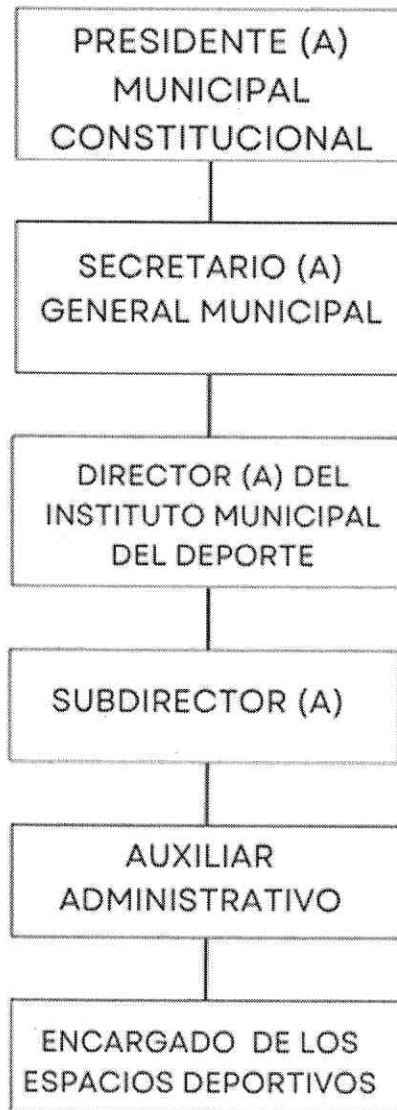 PRESIDENTE (A)
MUNICIPAL
CONSTITUCIONAL
SECRETARIO (A)
GENERAL MUNICIPAL
DIRECTOR (A) DEL
INSTITUTO MUNICIPAL
DEL DEPORTE
SUBDIRECTOR (A)
AUXILIAR
ADMINISTRATIVO
ENCARGADO DE LOS
ESPACIOS DEPORTIVOS